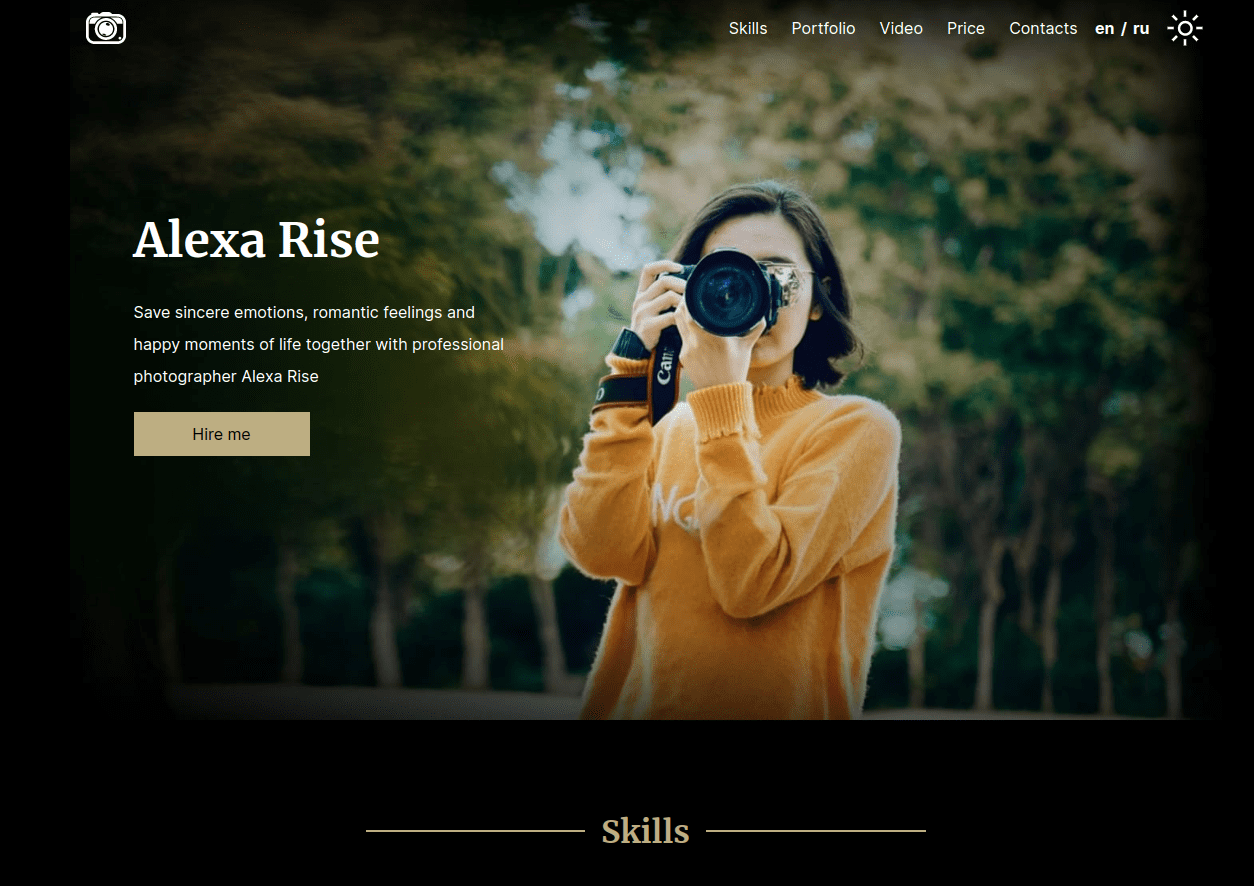 Skills Portfolio Video Price Contacts en / ru
Alexa Rise
Save sincere emotions, romantic feelings and
happy moments of life together with professional
photographer Alexa Rise
Hire me
Skills